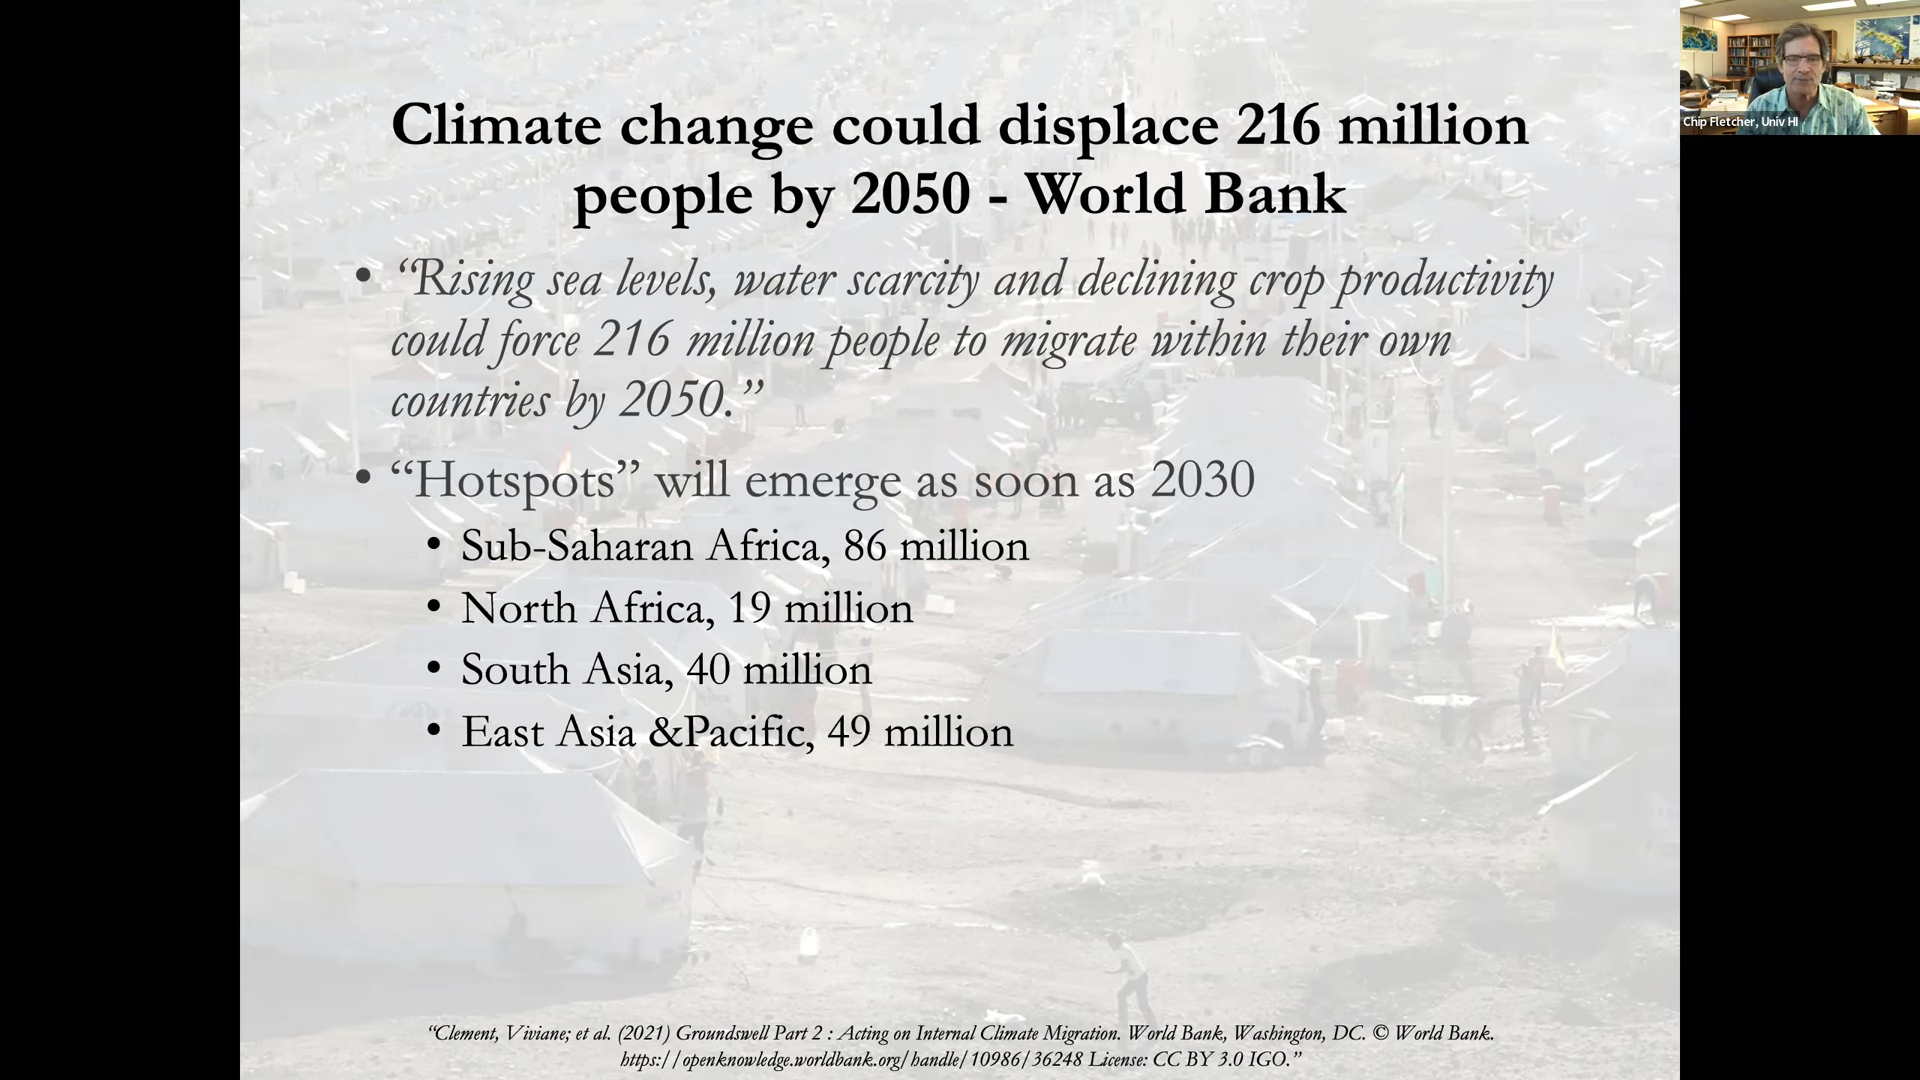 Climate change could displace 216 million
people by 2050 - World Bank
• “Rising sea levels, water scarcity and declining crop productivity
could force 216 million people to migrate within their own
countries by 2050.”
• “Hotspots” will emerge as soon as 2030
• Sub-Saharan Africa, 86 million
• North Africa, 19 million
• South Asia, 40 million
• East Asia &Pacific, 49 million
“Clement, Viviane; et al. (2021) Groundswell Part 2 : Acting on Internal Climate Migration. World Bank, Washington, DC. © World Bank.
https://openknowledge.worldbank.org/handle/10986/36248 License: CC BY 3.0 IGO.”
Chip Fletcher, Univ HI